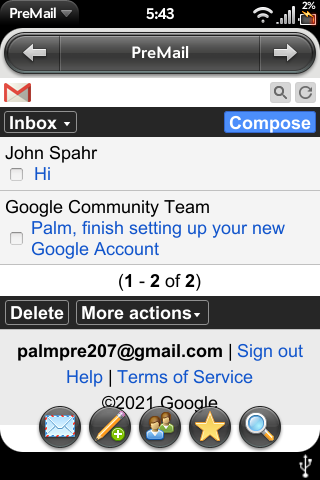 PreMail 5:43 2%
PreMail
Inbox Compose
John Spahr
Hi
Google Community Team
Palm, finish setting up your new
Google Account
(1 - 2 of 2)
Delete More actions
palmpre207@gmail.com | Sign out
Help | Terms of Service
©2021 Google